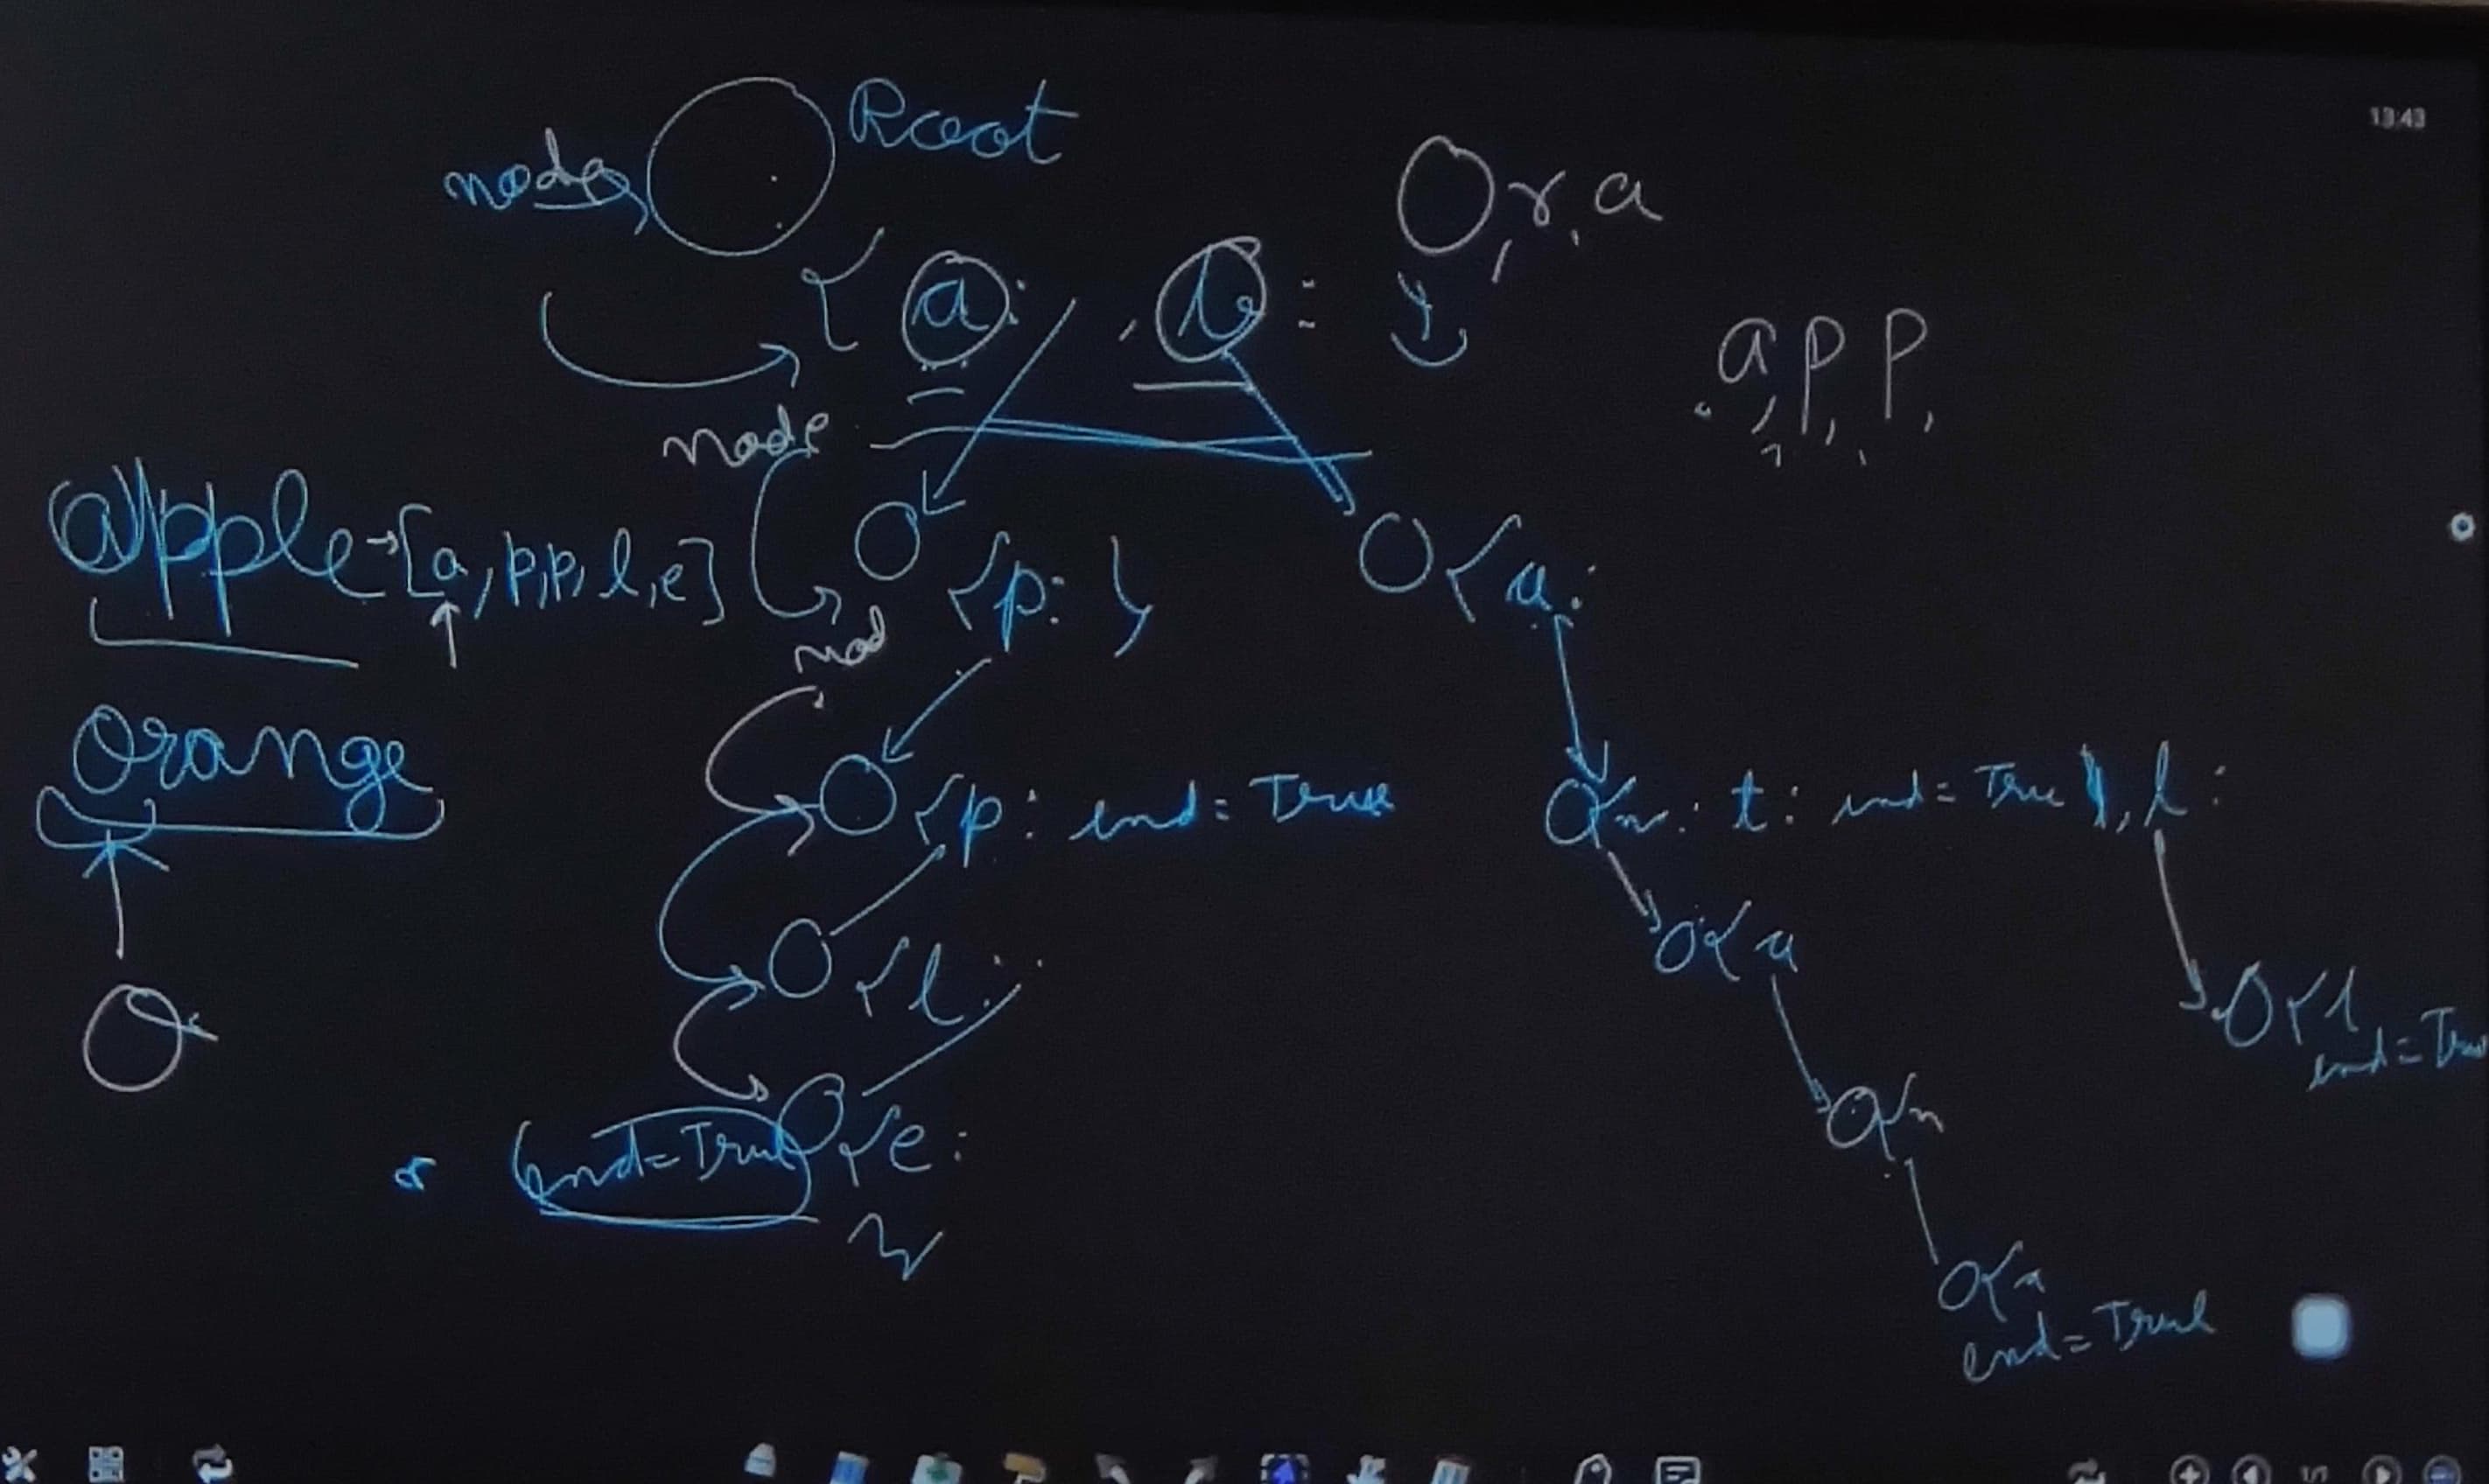 13:43
Root
node
O, r, a
{ a: , b: }
a, p, p,
node
apple → [a, p, p, l, e]
{p: }
{a:
nod
orange
{p: end = True
{n: t: end = True }, l:
{a
{l:
{l
end = True
{n
end = True {e:
{a
end = True